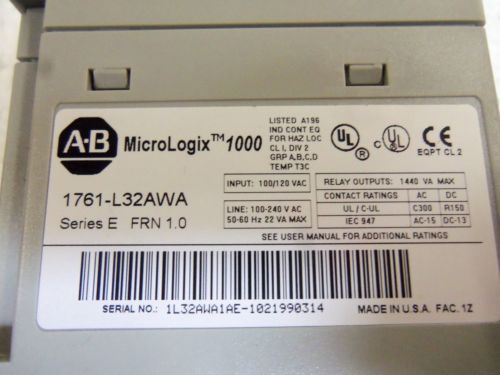 A·B
MicroLogix™1000
LISTED A196
IND CONT EQ
FOR HAZ LOC
CL I, DIV 2
GRP A,B,C,D
TEMP T3C
UL
®
c UL
CE
EQPT CL 2
1761-L32AWA
Series E FRN 1.0
INPUT: 100/120 VAC
LINE: 100-240 V AC
50-60 Hz 22 VA MAX
RELAY OUTPUTS: 1440 VA MAX
CONTACT RATINGS AC DC
UL / C-UL C300 R150
IEC 947 AC-15 DC-13
SEE USER MANUAL FOR ADDITIONAL RATINGS
SERIAL NO.: 1L32AWA1AE-1021990314
MADE IN U.S.A. FAC. 1Z